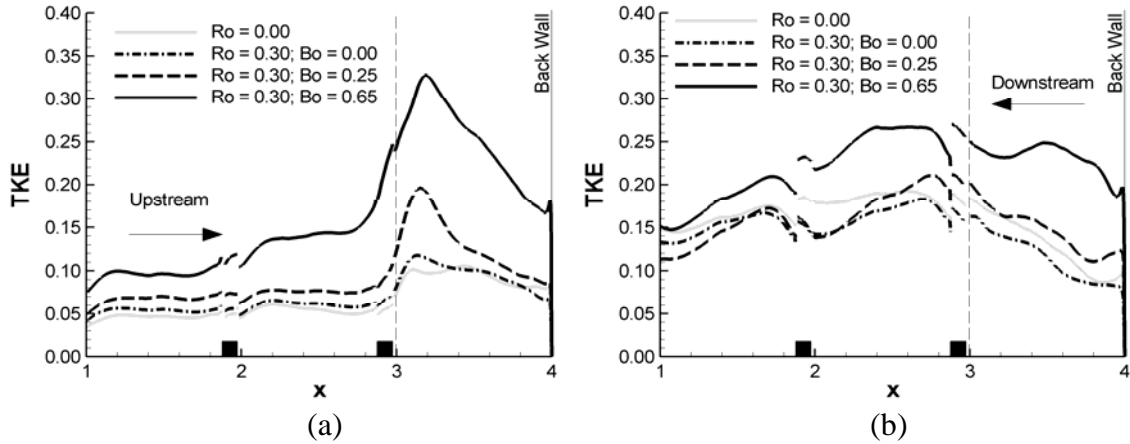 0.40
0.35
0.30
0.25
0.20
0.15
0.10
0.05
0.00
TKE
Ro = 0.00
Ro = 0.30; Bo = 0.00
Ro = 0.30; Bo = 0.25
Ro = 0.30; Bo = 0.65
Upstream
Back Wall
1
2
3
4
x
(a)
0.40
0.35
0.30
0.25
0.20
0.15
0.10
0.05
0.00
TKE
Ro = 0.00
Ro = 0.30; Bo = 0.00
Ro = 0.30; Bo = 0.25
Ro = 0.30; Bo = 0.65
Downstream
Back Wall
1
2
3
4
x
(b)